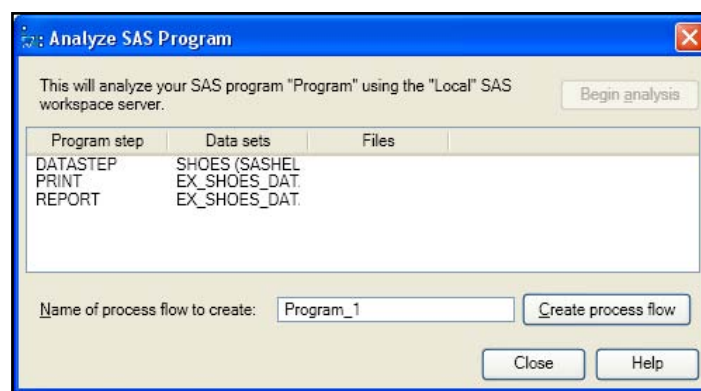 : Analyze SAS Program
This will analyze your SAS program "Program" using the "Local" SAS
workspace server.
Begin analysis
Program step Data sets Files
DATASTEP SHOES (SASHEL
PRINT EX_SHOES_DAT.
REPORT EX_SHOES_DAT.
Name of process flow to create: Program_1 Create process flow
Close Help